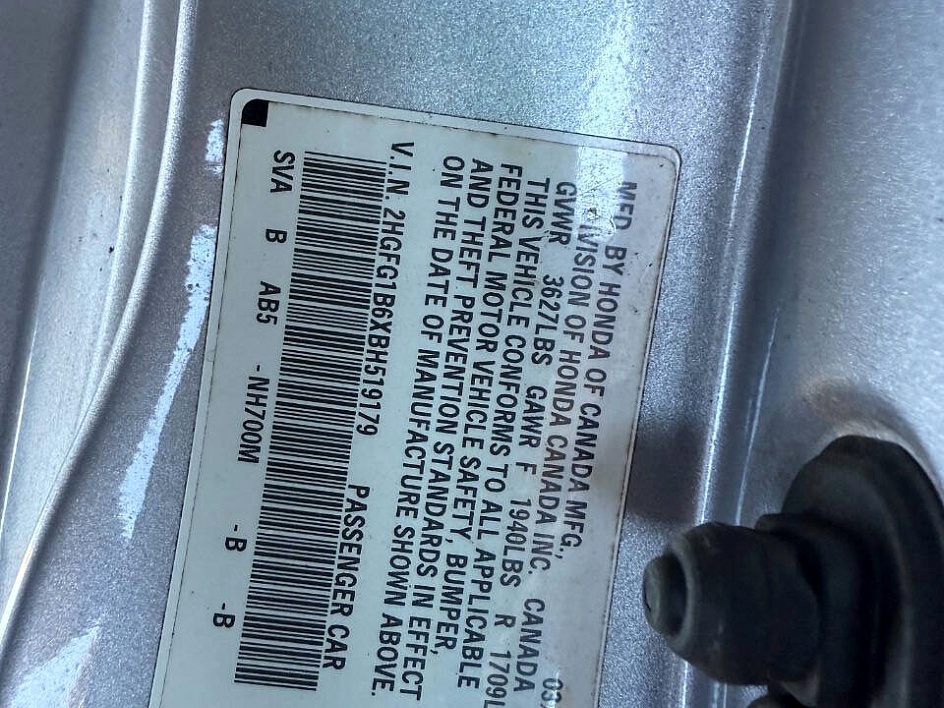 MFD. BY HONDA OF CANADA MFG.,
DIVISION OF HONDA CANADA INC. CANADA 03
GVWR 3627LBS GAWR F 1940LBS R 1709L
THIS VEHICLE CONFORMS TO ALL APPLICABLE
FEDERAL MOTOR VEHICLE SAFETY, BUMPER,
AND THEFT PREVENTION STANDARDS IN EFFECT
ON THE DATE OF MANUFACTURE SHOWN ABOVE.
V.I.N. 2HGFG1B6XBH519179 PASSENGER CAR
SVA B AB5 -NH700M -B -B